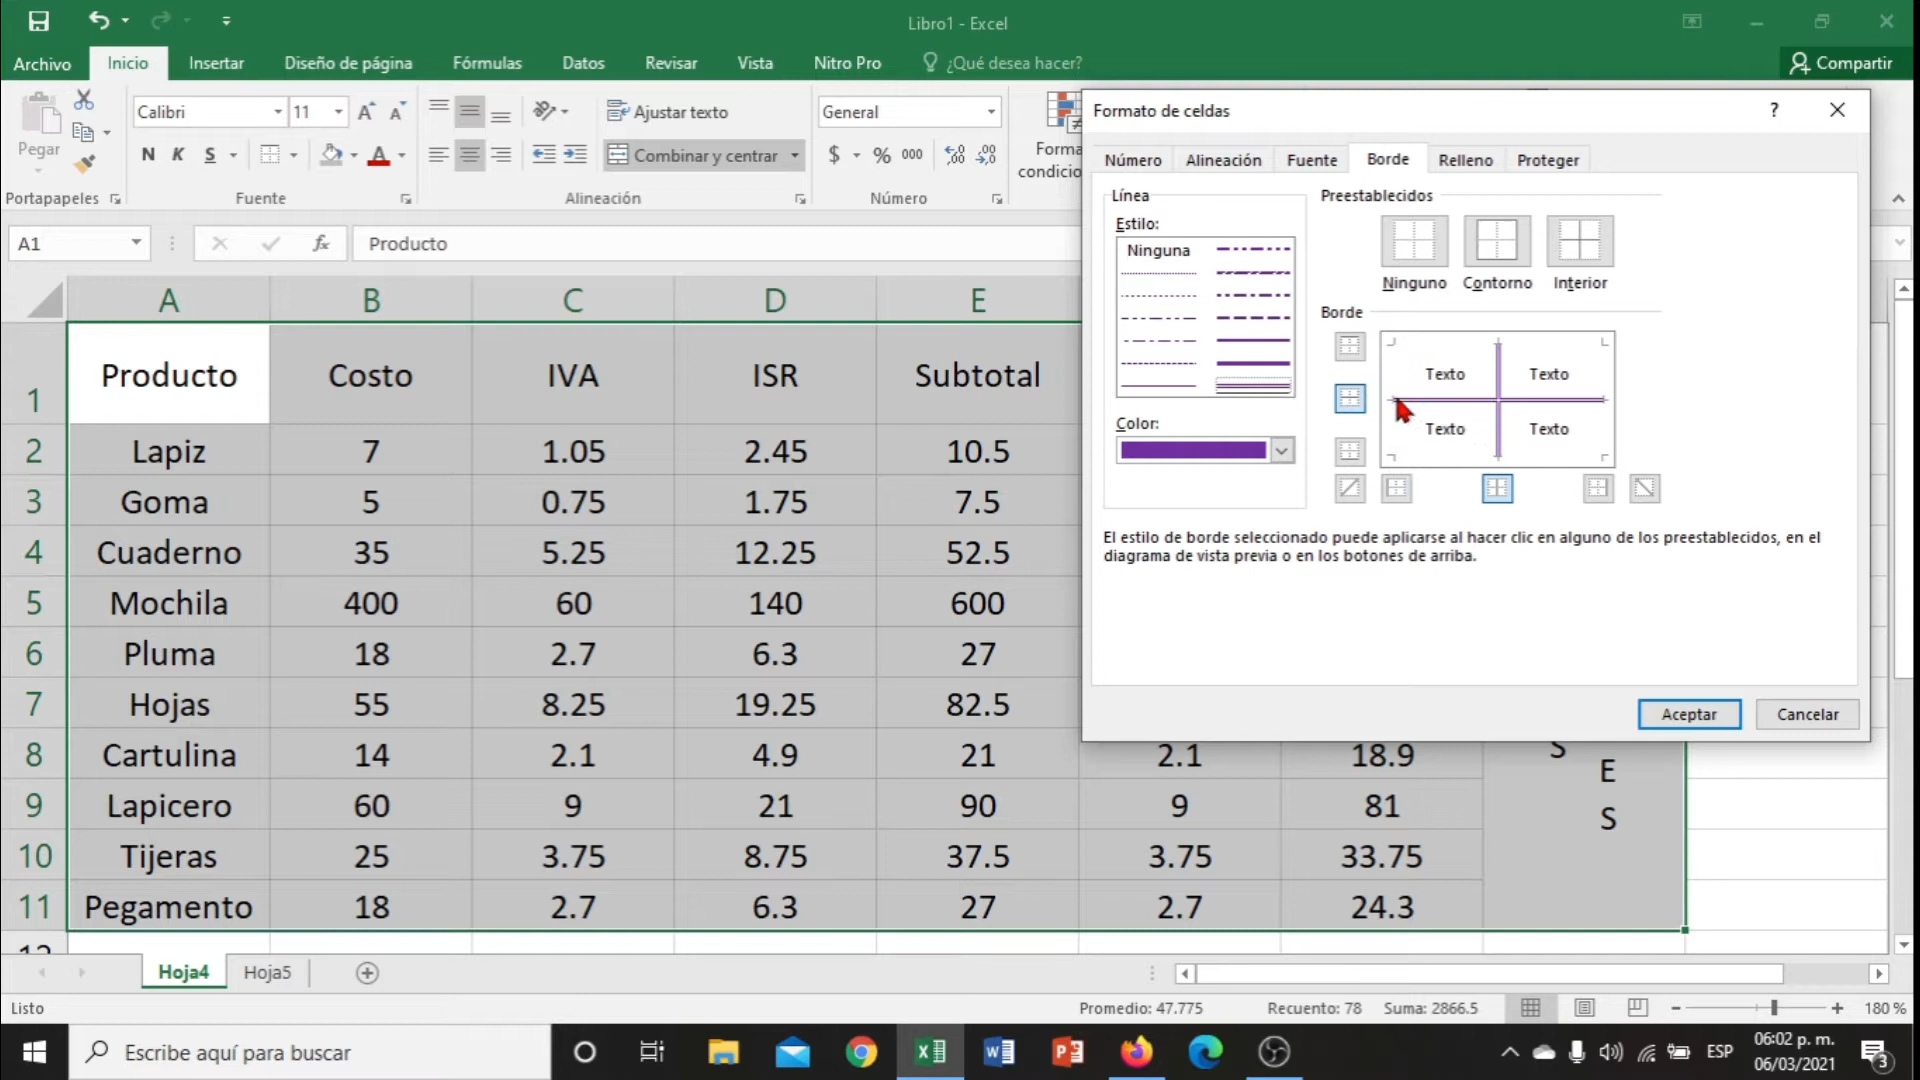 Libro1 - Excel
Archivo Inicio Insertar Diseño de página Fórmulas Datos Revisar Vista Nitro Pro ¿Qué desea hacer? Compartir
Pegar
Calibri 11
N K S
Ajustar texto
Combinar y centrar
General
$ % 000
Forma
condicio
Portapapeles Fuente Alineación Número
A1 fx Producto
A B C D E
1 Producto Costo IVA ISR Subtotal
2 Lapiz 7 1.05 2.45 10.5
3 Goma 5 0.75 1.75 7.5
4 Cuaderno 35 5.25 12.25 52.5
5 Mochila 400 60 140 600
6 Pluma 18 2.7 6.3 27
7 Hojas 55 8.25 19.25 82.5
8 Cartulina 14 2.1 4.9 21 2.1 18.9
9 Lapicero 60 9 21 90 9 81
10 Tijeras 25 3.75 8.75 37.5 3.75 33.75
11 Pegamento 18 2.7 6.3 27 2.7 24.3
S
E
S
Formato de celdas ?
Número Alineación Fuente Borde Relleno Proteger
Línea
Estilo:
Ninguna
Color:
Preestablecidos
Ninguno Contorno Interior
Borde
Texto Texto
Texto Texto
El estilo de borde seleccionado puede aplicarse al hacer clic en alguno de los preestablecidos, en el
diagrama de vista previa o en los botones de arriba.
Aceptar Cancelar
Hoja4 Hoja5
Listo Promedio: 47.775 Recuento: 78 Suma: 2866.5 180 %
Escribe aquí para buscar
ESP
06:02 p. m.
06/03/2021
3